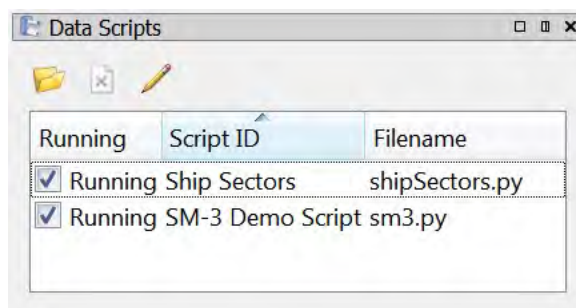 Data Scripts
Running Script ID Filename
Running Ship Sectors shipSectors.py
Running SM-3 Demo Script sm3.py